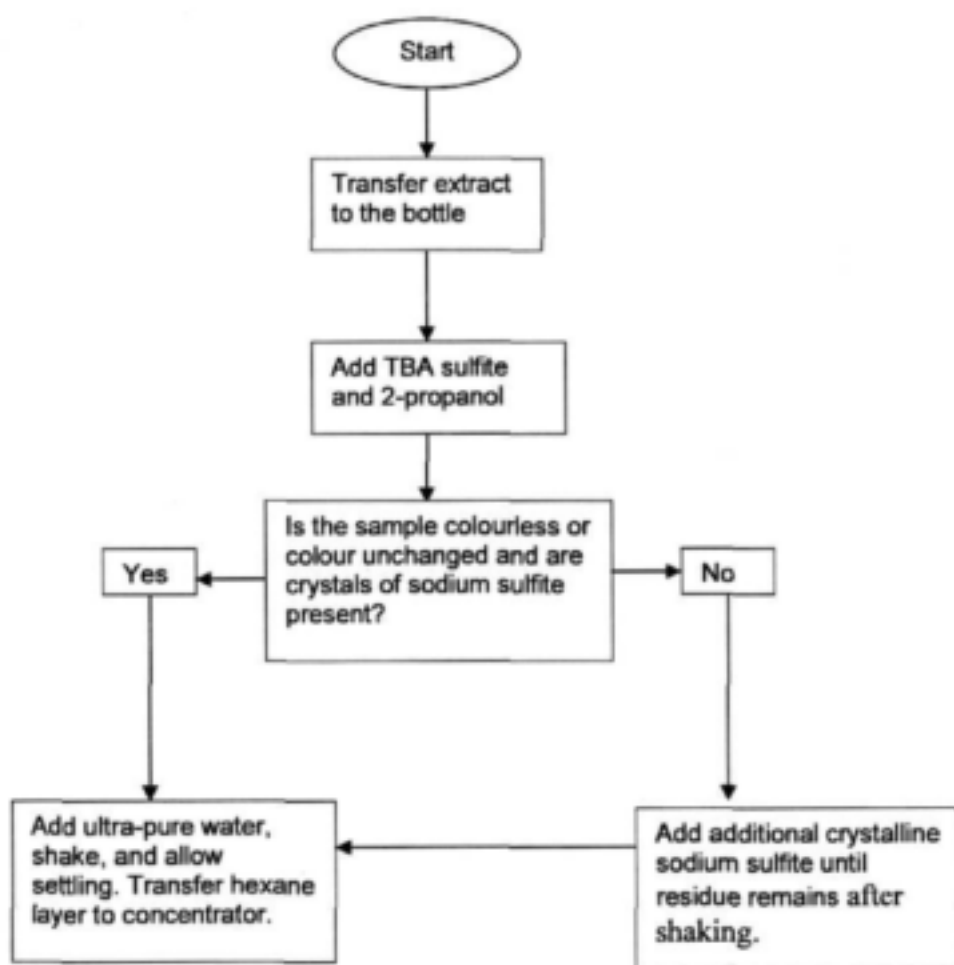 Start
Transfer extract
to the bottle
Add TBA sulfite
and 2-propanol
Is the sample colourless or
colour unchanged and are
crystals of sodium sulfite
present?
Yes
No
Add ultra-pure water,
shake, and allow
settling. Transfer hexane
layer to concentrator.
Add additional crystalline
sodium sulfite until
residue remains after
shaking.